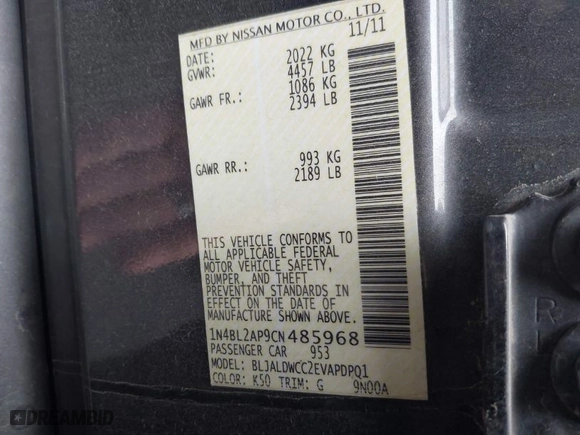 MFD BY NISSAN MOTOR CO., LTD.
DATE: 11/11
GVWR: 2022 KG
4457 LB
GAWR FR.: 1086 KG
2394 LB
GAWR RR.: 993 KG
2189 LB
THIS VEHICLE CONFORMS TO
ALL APPLICABLE FEDERAL
MOTOR VEHICLE SAFETY,
BUMPER, AND THEFT
PREVENTION STANDARDS IN
EFFECT ON THE DATE OF
MANUFACTURE SHOWN ABOVE.
1N4BL2AP9CN485968
PASSENGER CAR 953
MODEL: BLJALDWCC2EVAPDPQ1
COLOR: K50 TRIM: G 9N00A
R
DREAMBID